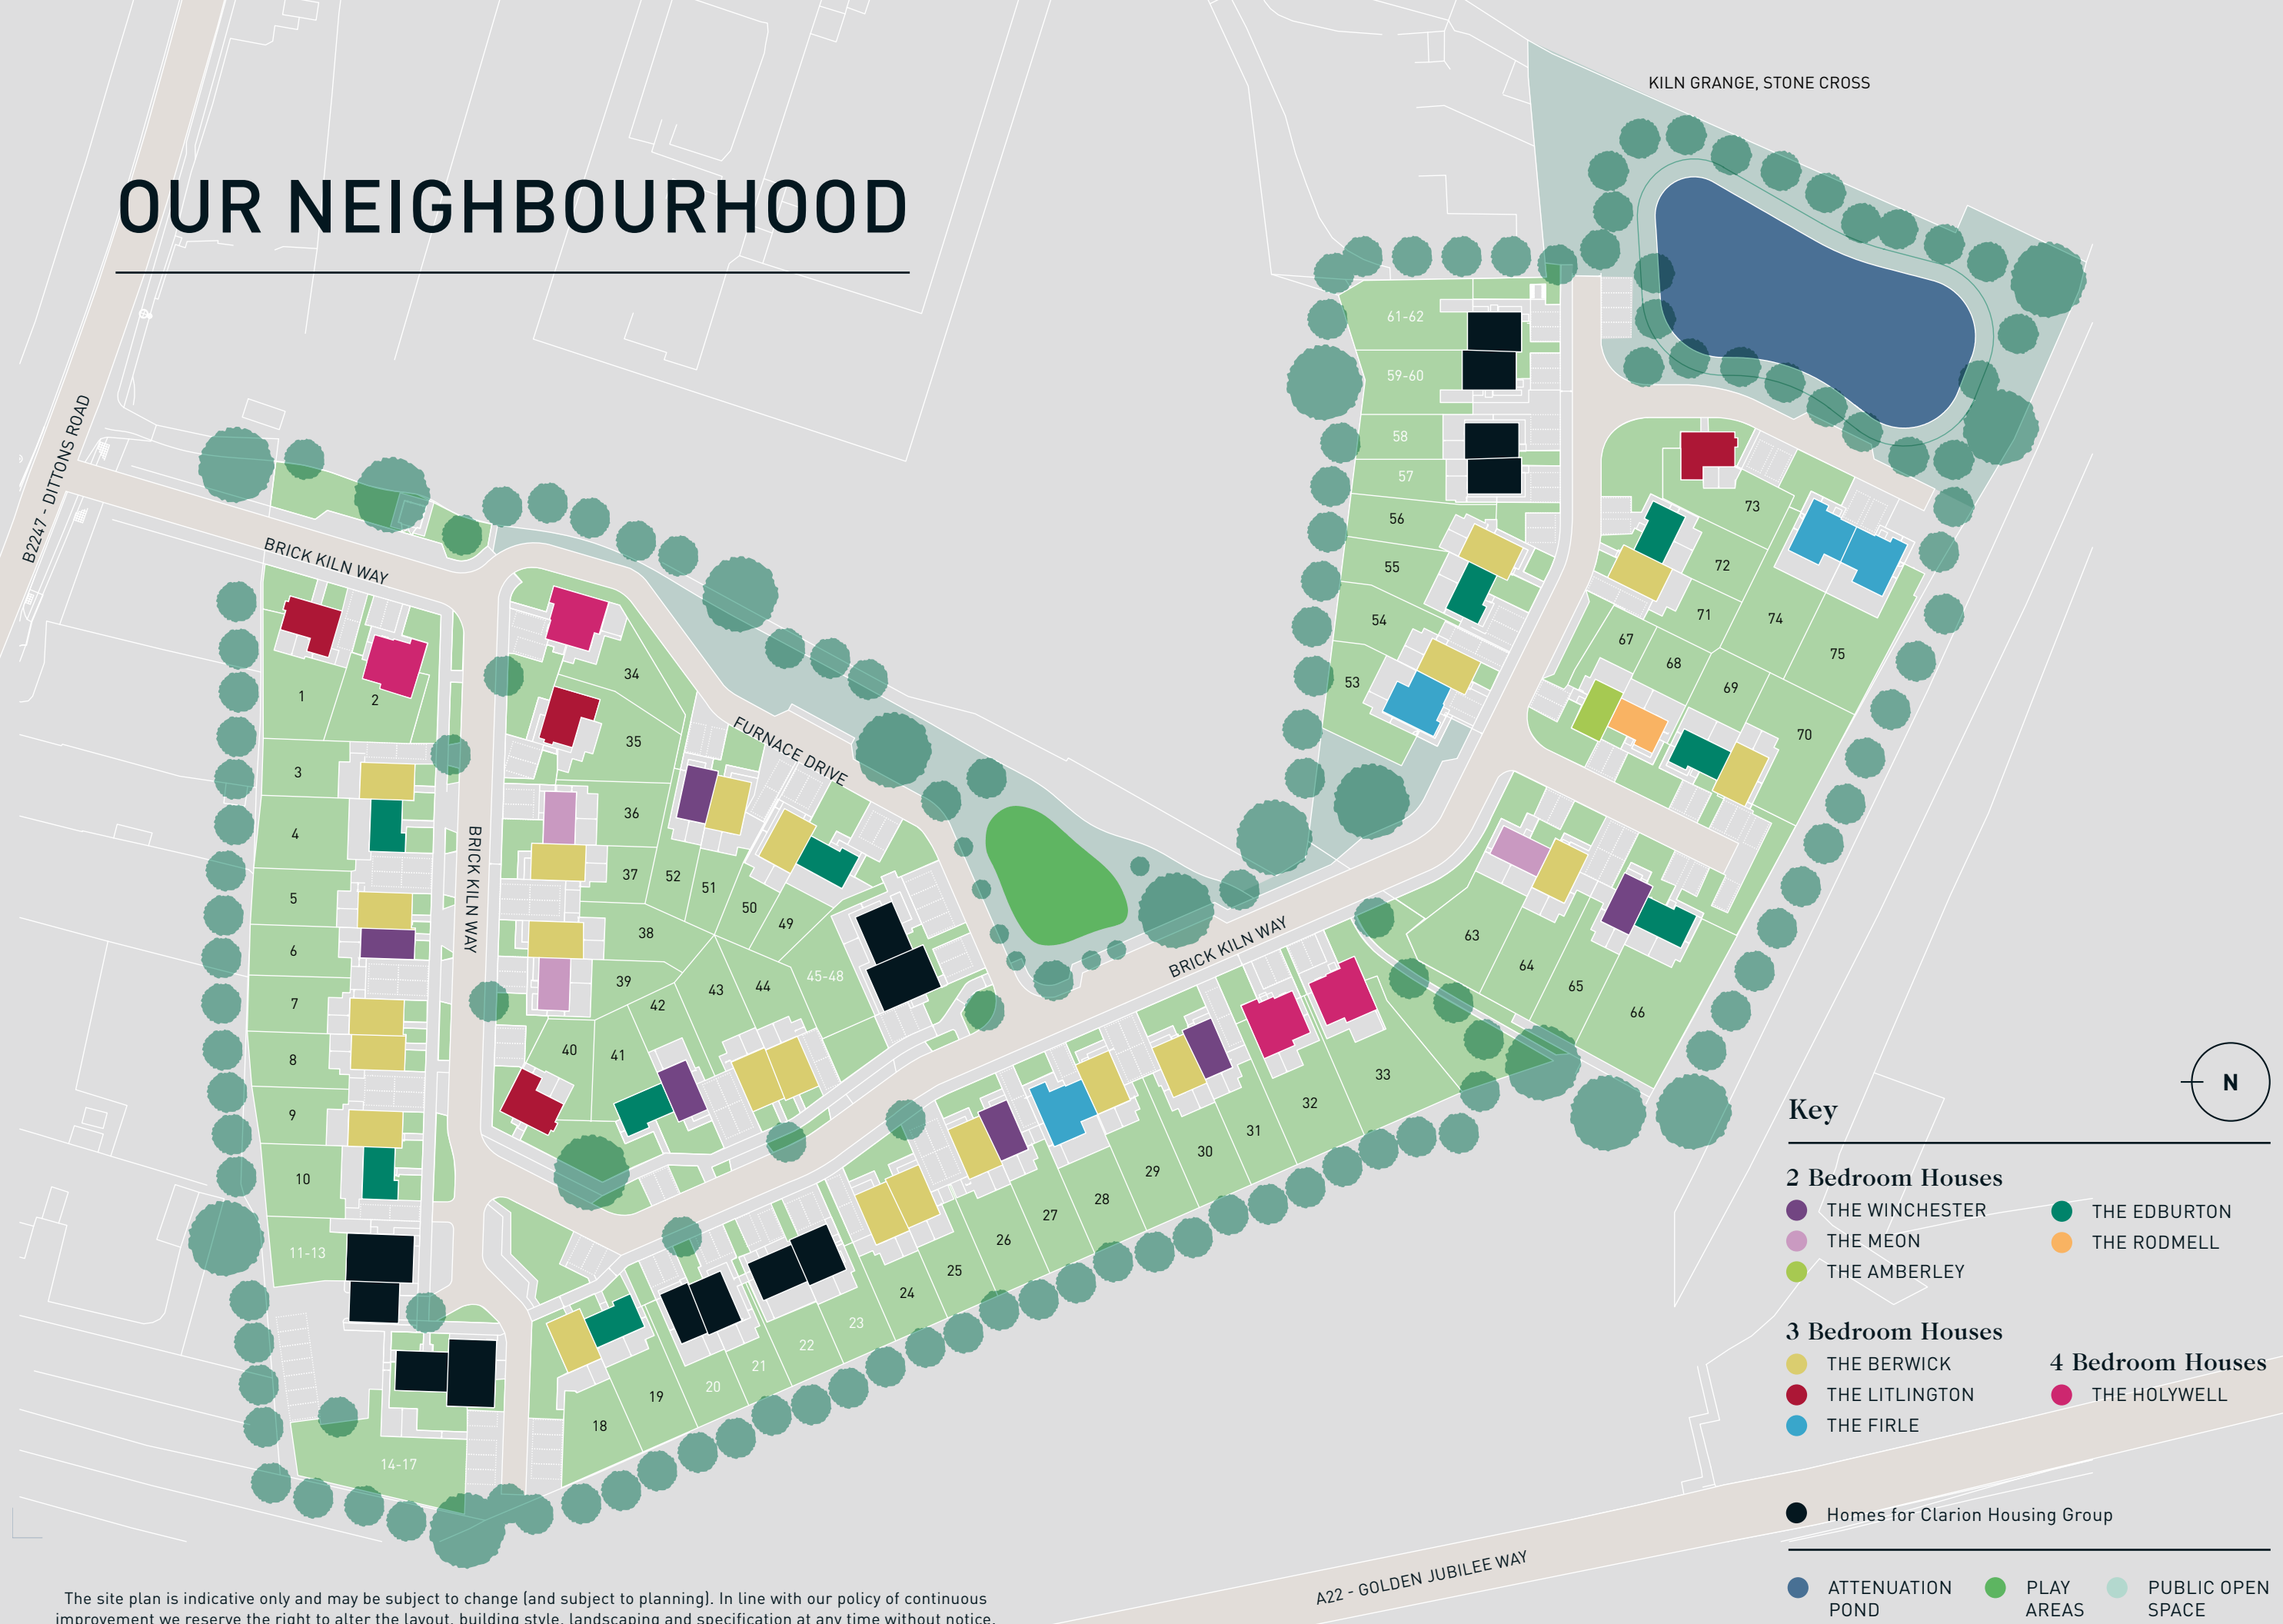 KILN GRANGE, STONE CROSS
OUR NEIGHBOURHOOD
B2247 - DITTONS ROAD
BRICK KILN WAY
BRICK KILN WAY
FURNACE DRIVE
BRICK KILN WAY
A22 - GOLDEN JUBILEE WAY
1
2
3
4
5
6
7
8
9
10
11-13
14-17
18
19
20
21
22
23
24
25
26
27
28
29
30
31
32
33
34
35
36
37
38
39
40
41
42
43
44
45-48
49
50
51
52
53
54
55
56
57
58
59-60
61-62
63
64
65
66
67
68
69
70
71
72
73
74
75
N
Key
2 Bedroom Houses
THE WINCHESTER
THE MEON
THE AMBERLEY
THE EDBURTON
THE RODMELL
3 Bedroom Houses
THE BERWICK
THE LITLINGTON
THE FIRLE
4 Bedroom Houses
THE HOLYWELL
Homes for Clarion Housing Group
ATTENUATION
POND
PLAY
AREAS
PUBLIC OPEN
SPACE
The site plan is indicative only and may be subject to change (and subject to planning). In line with our policy of continuous
improvement we reserve the right to alter the layout, building style, landscaping and specification at any time without notice.